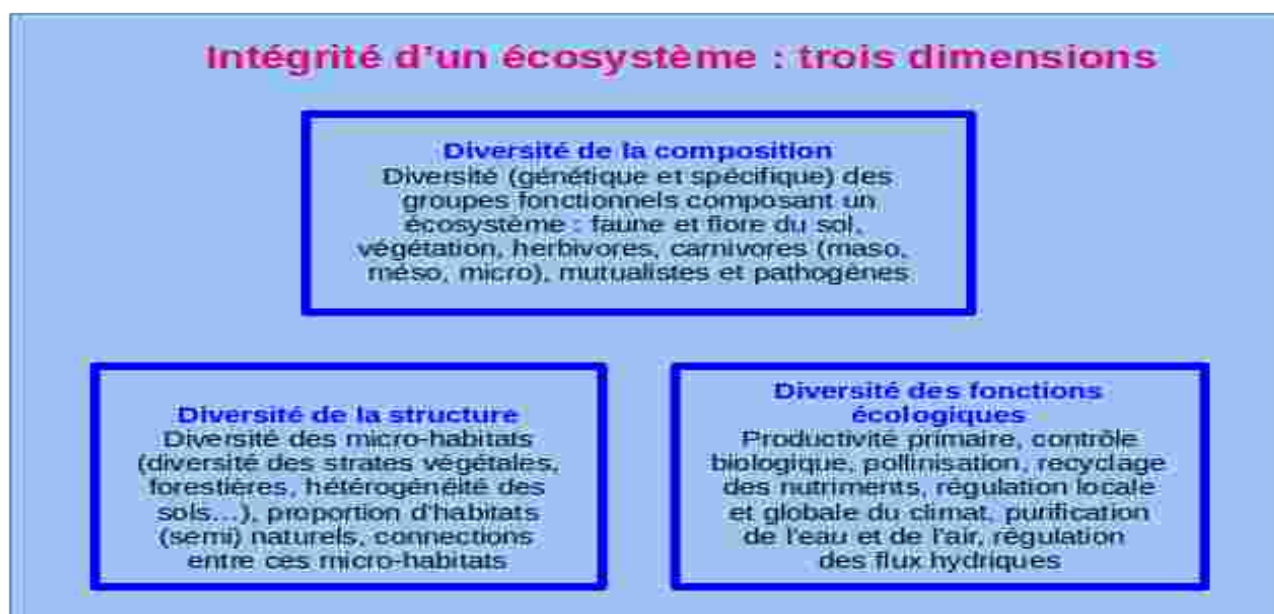 Intégrité d'un écosystème : trois dimensions
Diversité de la composition
Diversité (génétique et spécifique) des
groupes fonctionnels composant un
écosystème : faune et flore du sol,
végétation, herbivores, carnivores (maso,
méso, micro), mutualistes et pathogènes
Diversité de la structure
Diversité des micro-habitats
(diversité des strates végétales,
forestières, hétérogénéité des
sols...), proportion d'habitats
(semi) naturels, connections
entre ces micro-habitats
Diversité des fonctions
écologiques
Productivité primaire, contrôle
biologique, pollinisation, recyclage
des nutriments, régulation locale
et globale du climat, purification
de l'eau et de l'air, régulation
des flux hydriques